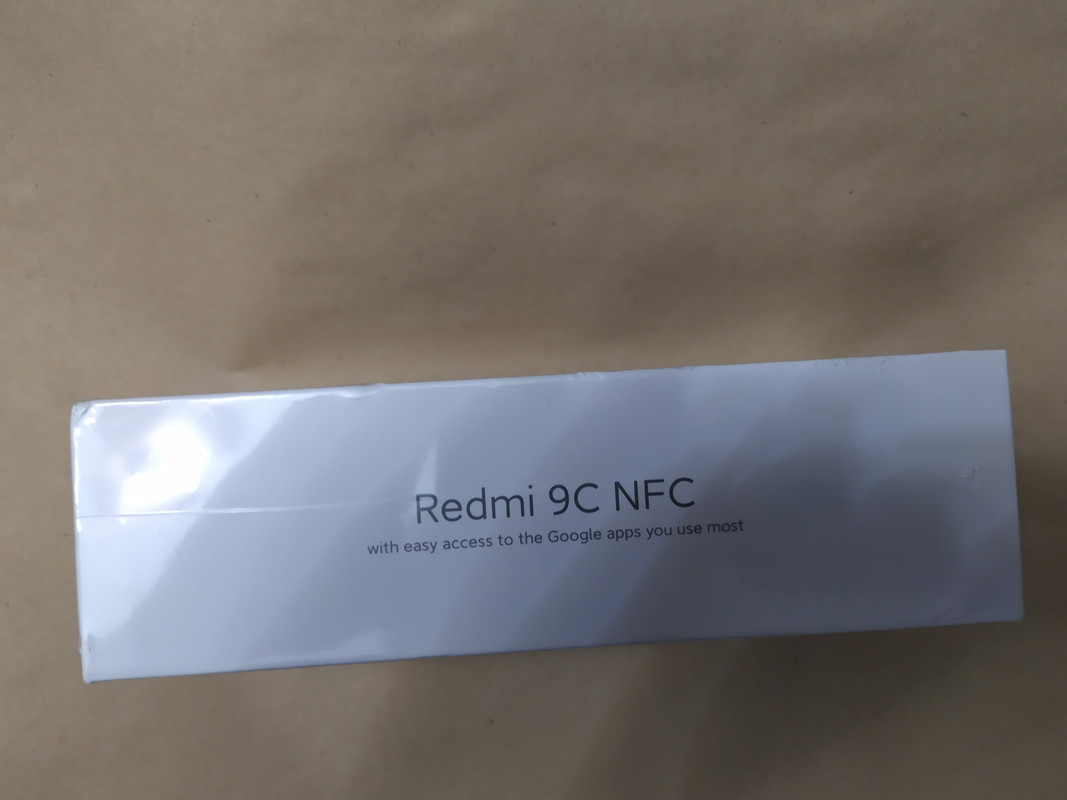 Redmi 9C NFC
with easy access to the Google apps you use most